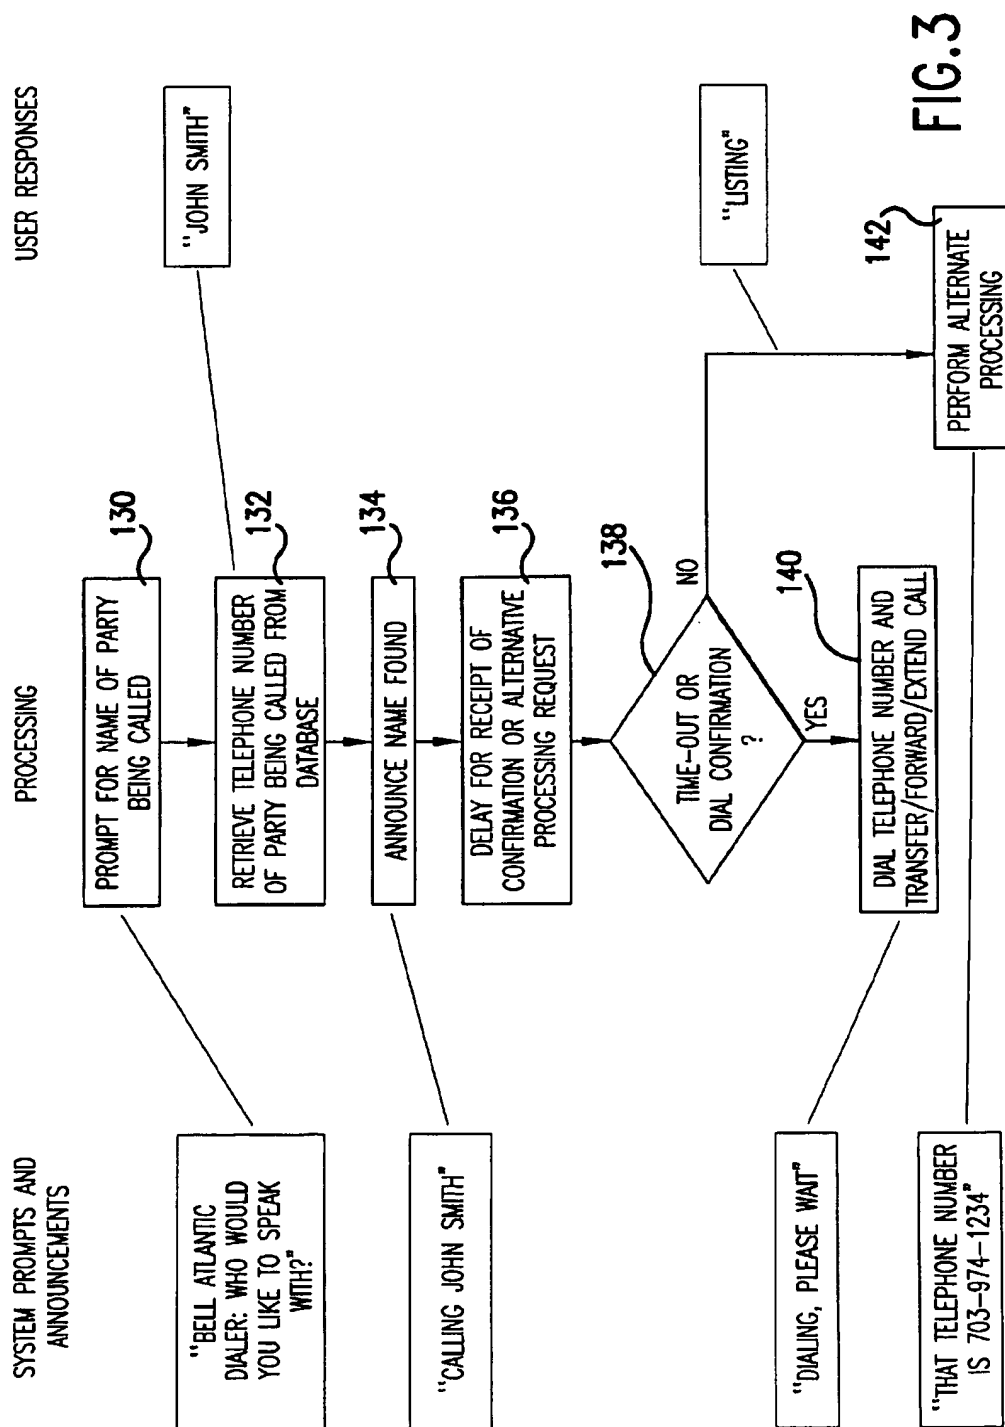 SYSTEM PROMPTS AND
ANNOUNCEMENTS
PROCESSING
USER RESPONSES
"BELL ATLANTIC
DIALER: WHO WOULD
YOU LIKE TO SPEAK
WITH?"
PROMPT FOR NAME OF PARTY
BEING CALLED
130
"JOHN SMITH"
RETRIEVE TELEPHONE NUMBER
OF PARTY BEING CALLED FROM
DATABASE
132
"CALLING JOHN SMITH"
ANNOUNCE NAME FOUND
134
DELAY FOR RECEIPT OF
CONFIRMATION OR ALTERNATIVE
PROCESSING REQUEST
136
TIME-OUT OR
DIAL CONFIRMATION
?
138
NO
YES
"LISTING"
"DIALING, PLEASE WAIT"
DIAL TELEPHONE NUMBER AND
TRANSFER/FORWARD/EXTEND CALL
140
"THAT TELEPHONE NUMBER
IS 703-974-1234"
PERFORM ALTERNATE
PROCESSING
142
FIG.3